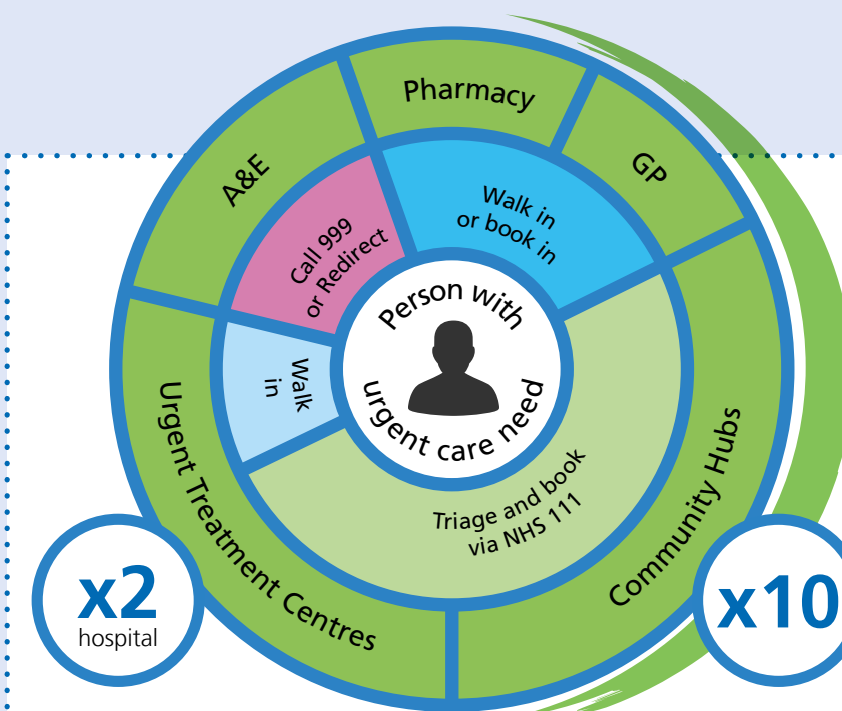 Pharmacy
GP
A&E
Walk in
or book in
Call 999
or Redirect
Person with
urgent care need
Walk
in
Triage and book
via NHS 111
Urgent Treatment Centres
Community Hubs
x2
hospital
x10